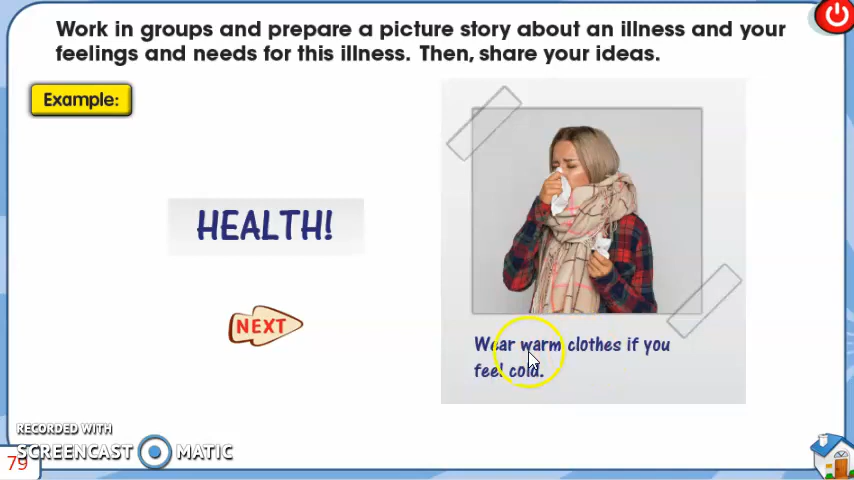 Work in groups and prepare a picture story about an illness and your
feelings and needs for this illness. Then, share your ideas.
Example:
HEALTH!
NEXT
Wear warm clothes if you
feel cold.
RECORDED WITH
SCREENCAST MATIC
79